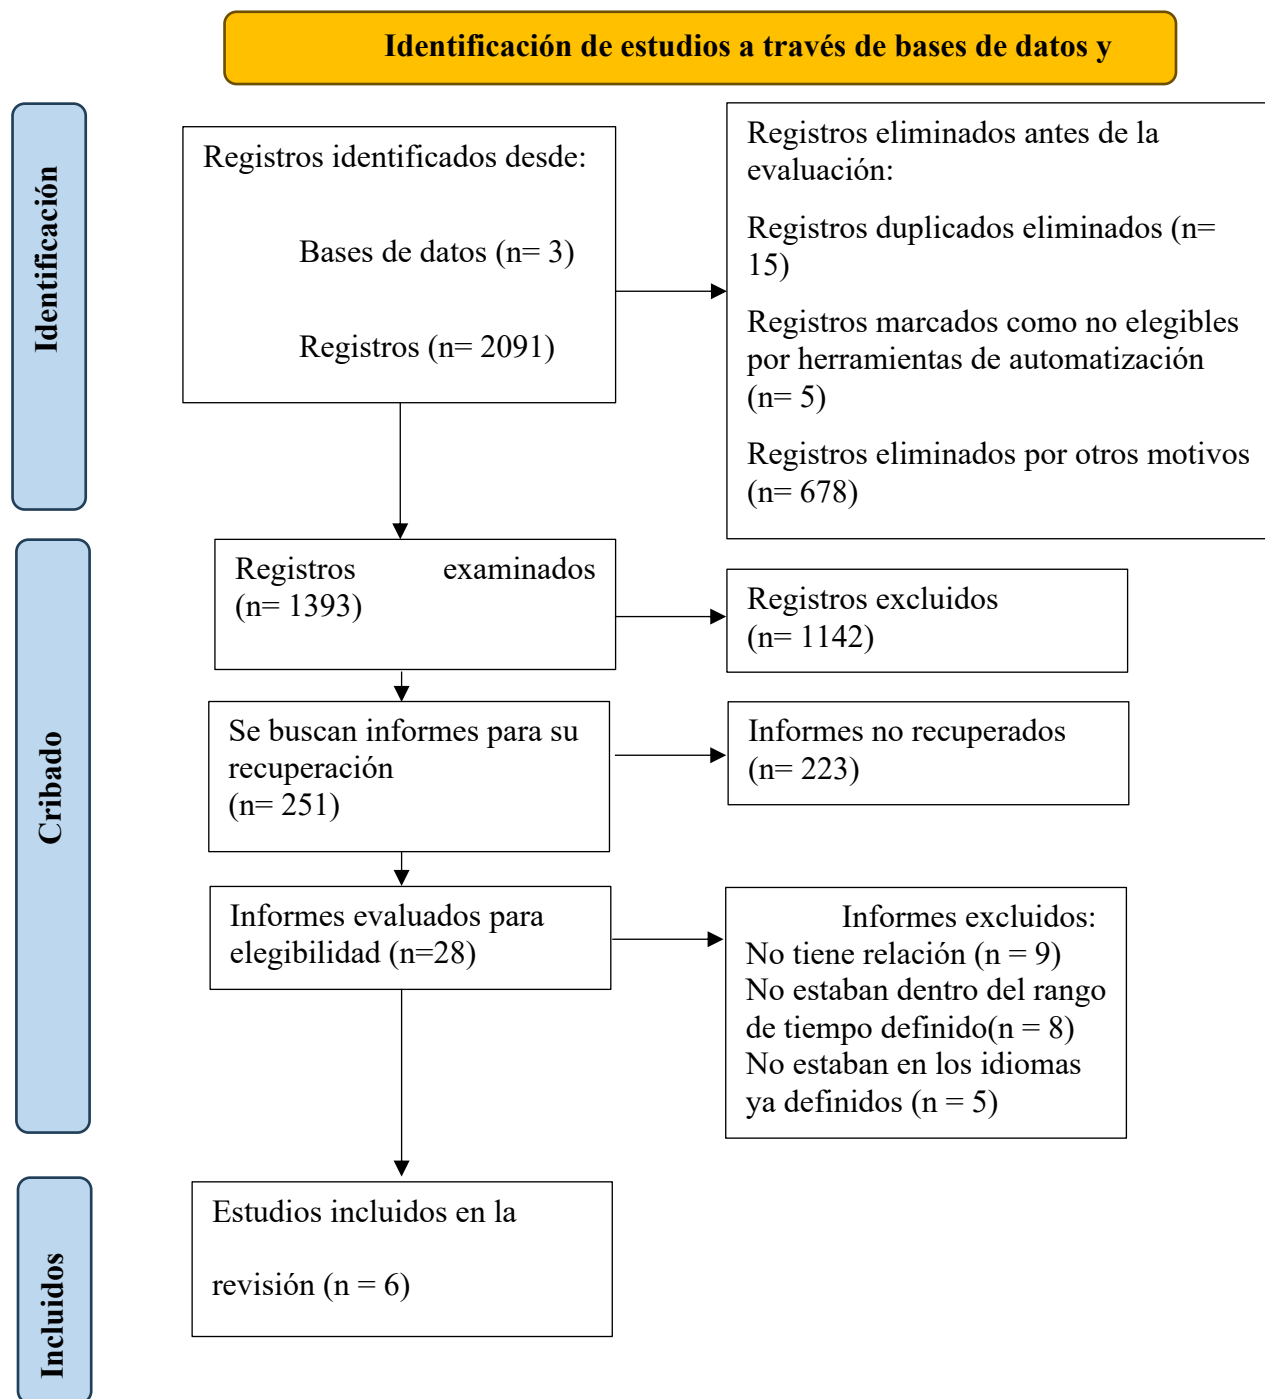 Identificación de estudios a través de bases de datos y
Identificación
Registros identificados desde:
Bases de datos (n= 3)
Registros (n= 2091)
Registros eliminados antes de la
evaluación:
Registros duplicados eliminados (n=
15)
Registros marcados como no elegibles
por herramientas de automatización
(n= 5)
Registros eliminados por otros motivos
(n= 678)
Cribado
Registros examinados
(n= 1393)
Registros excluidos
(n= 1142)
Se buscan informes para su
recuperación
(n= 251)
Informes no recuperados
(n= 223)
Informes evaluados para
elegibilidad (n=28)
Informes excluidos:
No tiene relación (n = 9)
No estaban dentro del rango
de tiempo definido(n = 8)
No estaban en los idiomas
ya definidos (n = 5)
Incluidos
Estudios incluidos en la
revisión (n = 6)